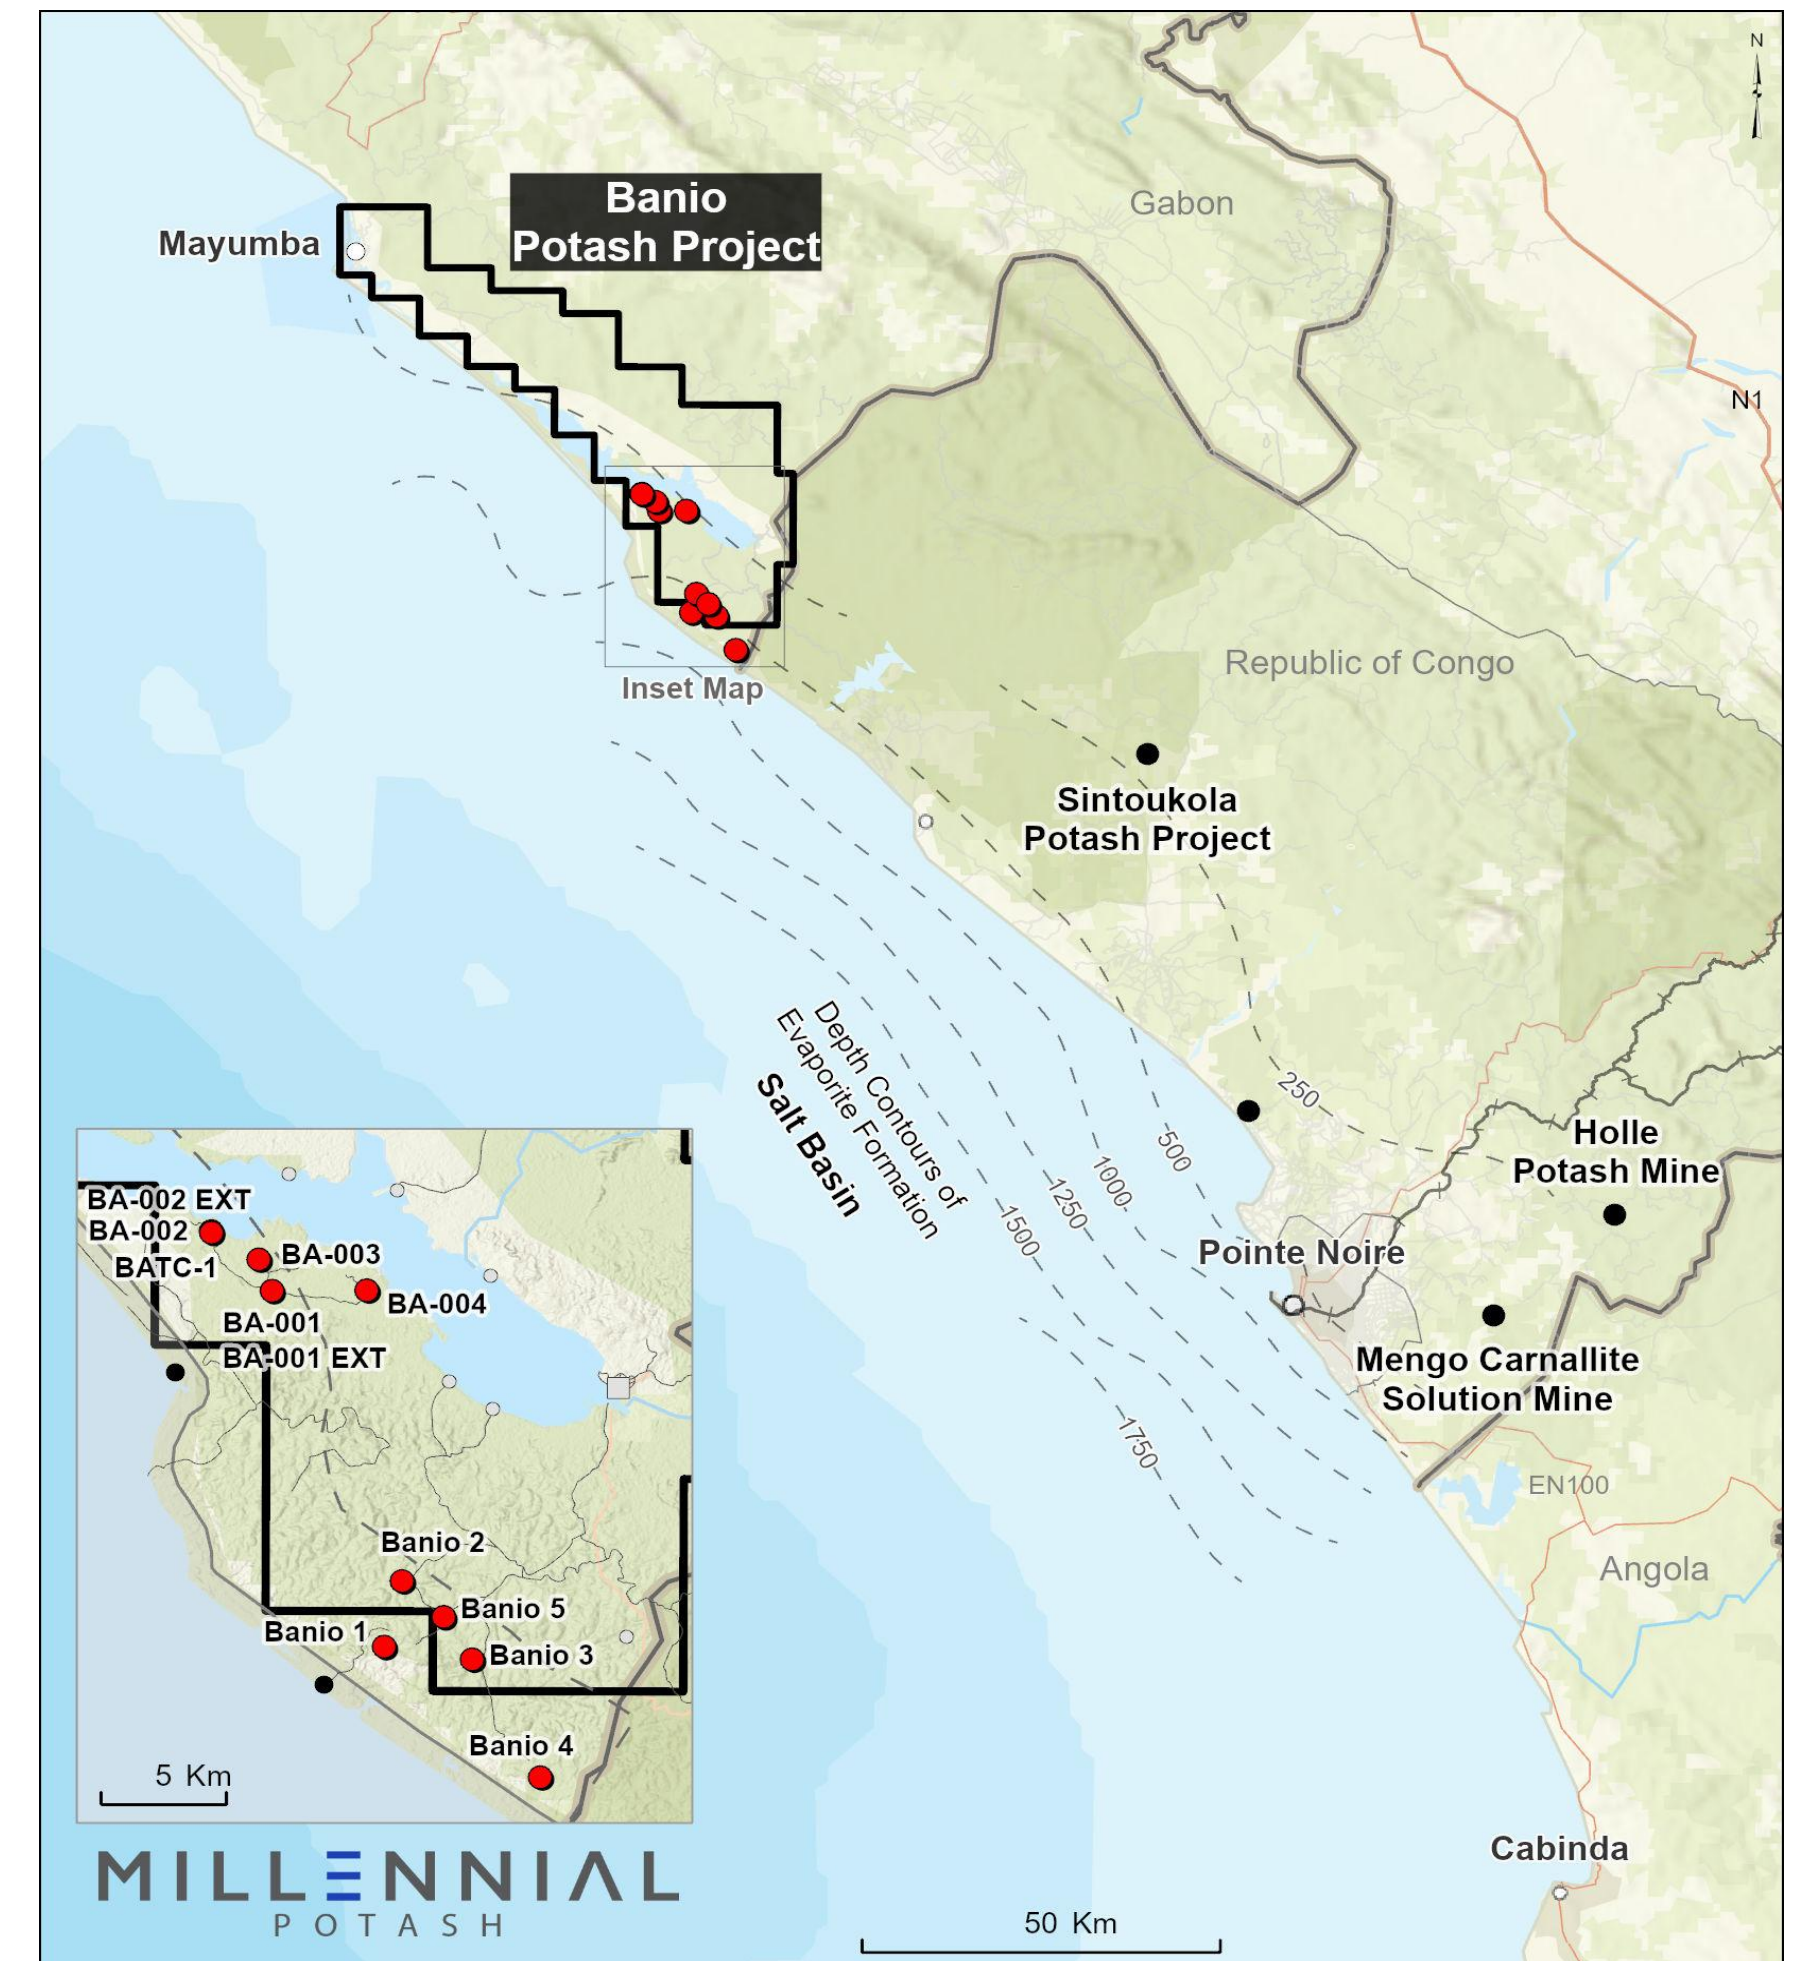 N
Banio
Potash Project
Gabon
Mayumba
N1
Inset Map
Republic of Congo
Sintoukola
Potash Project
Depth Contours of
Evaporite Formation
Salt Basin
250
500
1000
1250
1500
1750
Holle
Potash Mine
Pointe Noire
Mengo Carnallite
Solution Mine
EN100
Angola
Cabinda
BA-002 EXT
BA-002
BATC-1
BA-003
BA-004
BA-001
BA-001 EXT
Banio 2
Banio 5
Banio 1
Banio 3
Banio 4
5 Km
MILLENNIAL
POTASH
50 Km